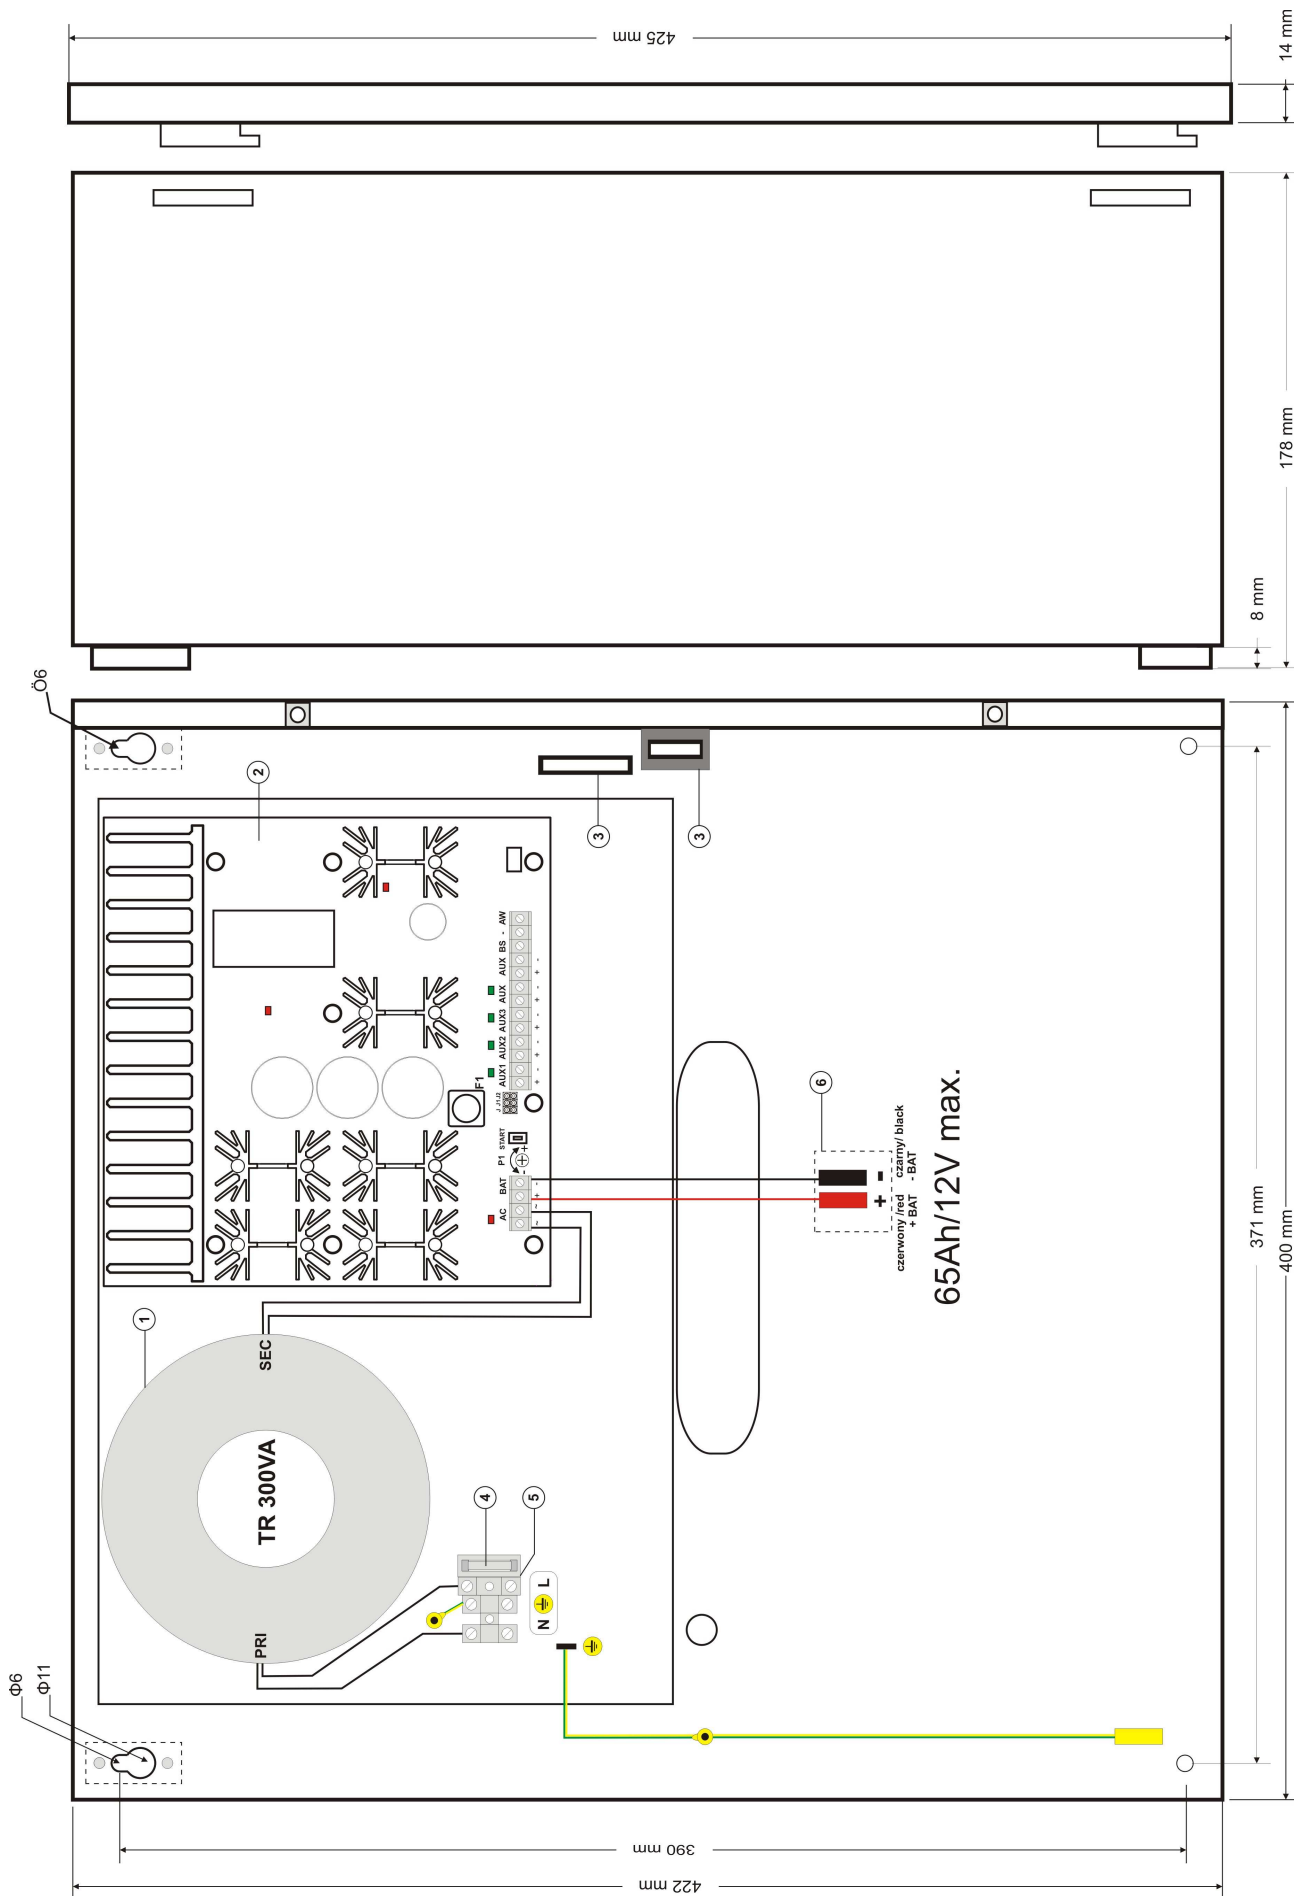 425 mm
14 mm
178 mm
8 mm
Ö6
2
3
3
1
TR 300VA
SEC
PRI
4
5
N L
AC BAT
~ ~ + -
P1
- +
START
J J1J2
F1
AUX1 AUX2 AUX3 AUX AUX BS - AW
+ - + - + - + - + -
6
+ -
czerwony /red
+ BAT
czarny/ black
- BAT
65Ah/12V max.
Φ6
Φ11
371 mm
400 mm
390 mm
422 mm